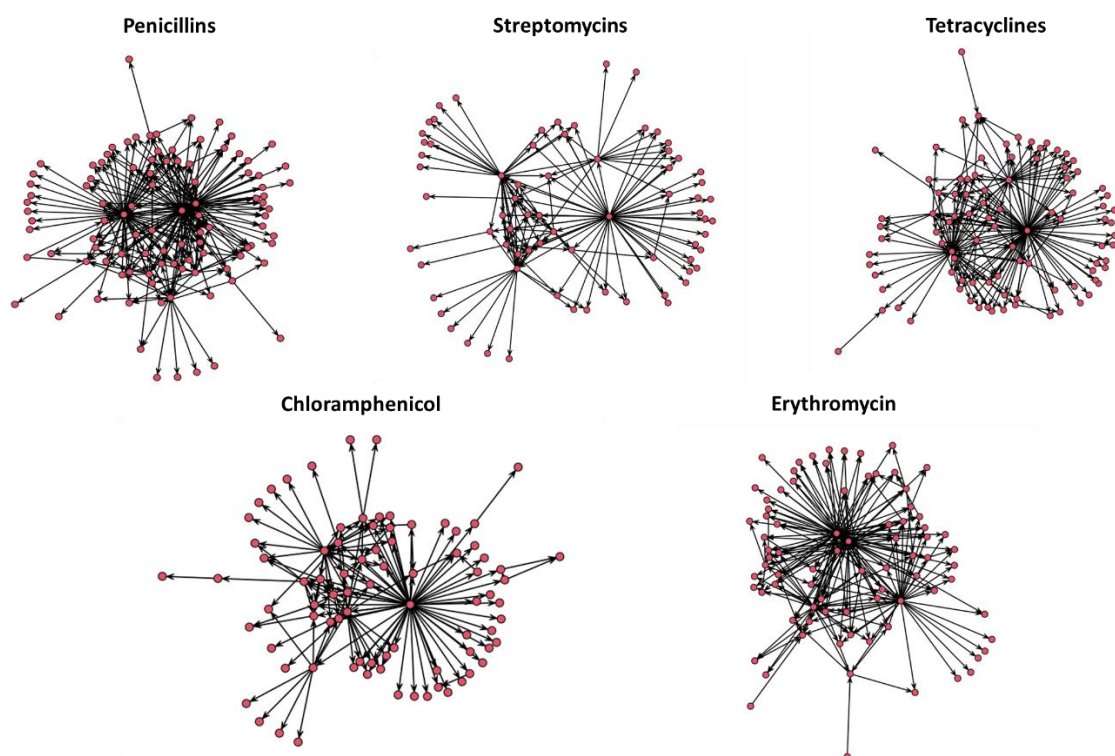 Penicillins
Streptomycins
Tetracyclines
Chloramphenicol
Erythromycin